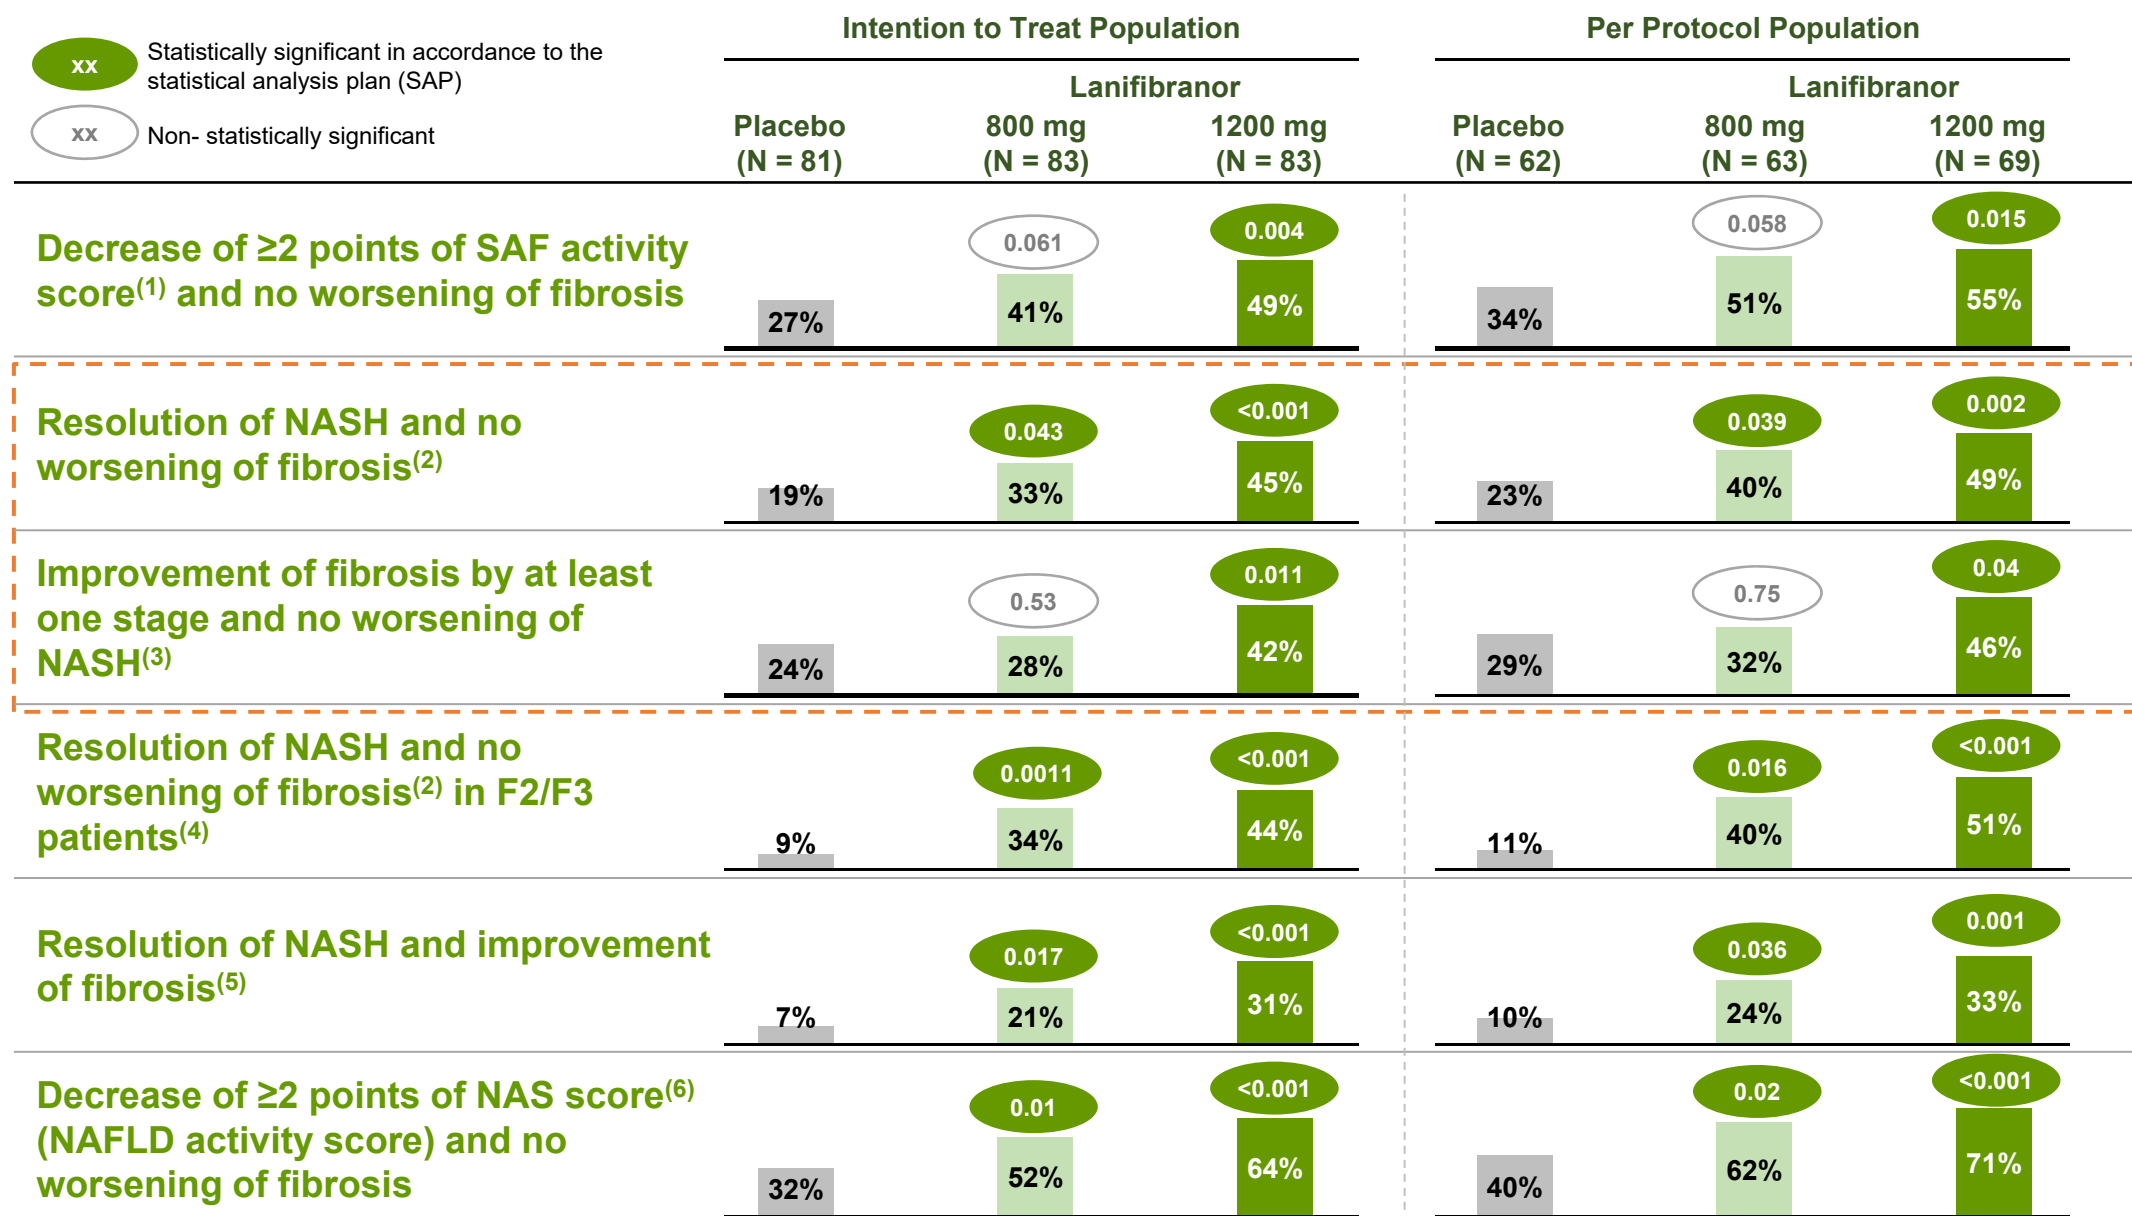 xx Statistically significant in accordance to the
statistical analysis plan (SAP)
xx Non- statistically significant
Intention to Treat Population Per Protocol Population
Lanifibranor Lanifibranor
Placebo 800 mg 1200 mg Placebo 800 mg 1200 mg
(N = 81) (N = 83) (N = 83) (N = 62) (N = 63) (N = 69)
Decrease of ≥2 points of SAF activity
score(1) and no worsening of fibrosis
0.061 0.004 0.058 0.015
27% 41% 49% 34% 51% 55%
Resolution of NASH and no
worsening of fibrosis(2)
0.043 <0.001 0.039 0.002
19% 33% 45% 23% 40% 49%
Improvement of fibrosis by at least
one stage and no worsening of
NASH(3)
0.53 0.011 0.75 0.04
24% 28% 42% 29% 32% 46%
Resolution of NASH and no
worsening of fibrosis(2) in F2/F3
patients(4)
0.0011 <0.001 0.016 <0.001
9% 34% 44% 11% 40% 51%
Resolution of NASH and improvement
of fibrosis(5)
0.017 <0.001 0.036 0.001
7% 21% 31% 10% 24% 33%
Decrease of ≥2 points of NAS score(6)
(NAFLD activity score) and no
worsening of fibrosis
0.01 <0.001 0.02 <0.001
32% 52% 64% 40% 62% 71%